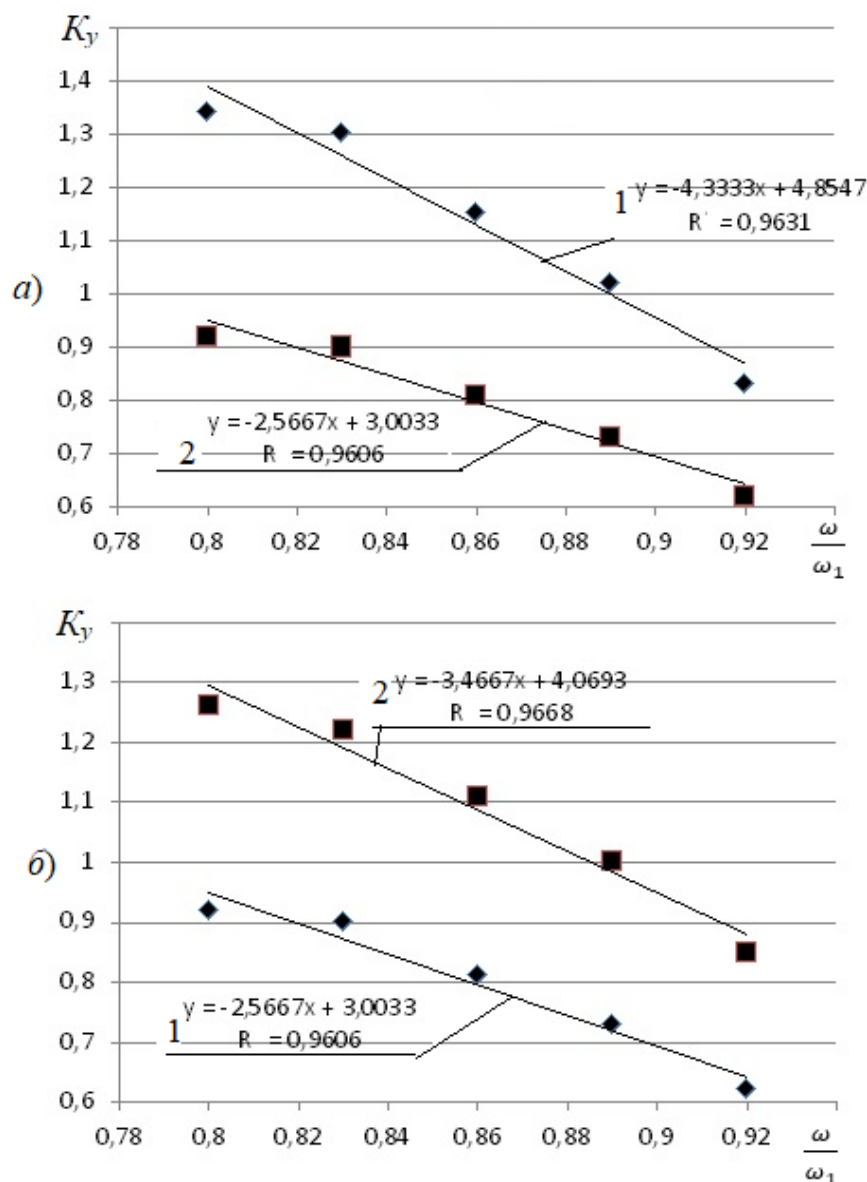 Kу
1,4
1,3
1,2
1 y = -4,3333x + 4,8547
R = 0,9631
1,1
а) 1
0,9
0,8
y = -2,5667x + 3,0033
2 R = 0,9606
0,7
0,6
0,78 0,8 0,82 0,84 0,86 0,88 0,9 0,92 ω/ω₁
Kу
1,3
2 y = -3,4667x + 4,0693
R = 0,9668
1,2
1,1
б) 1
0,9
0,8
y = -2,5667x + 3,0033
1 R = 0,9606
0,7
0,6
0,78 0,8 0,82 0,84 0,86 0,88 0,9 0,92 ω/ω₁